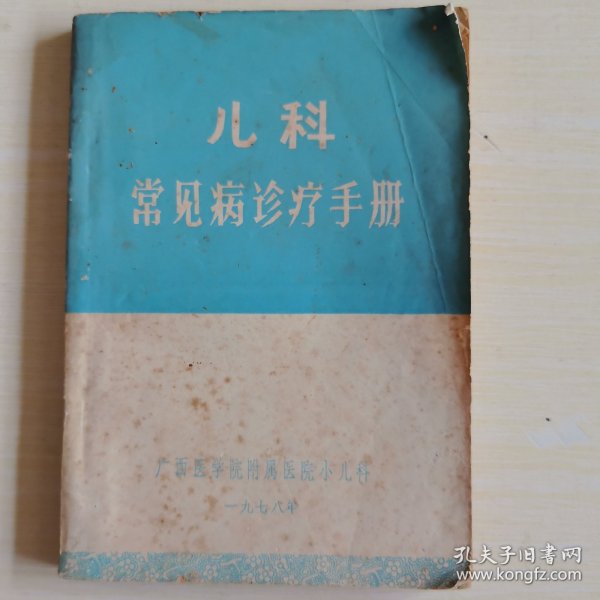 儿科
常见病诊疗手册
广西医学院附属医院小儿科
一九七八年
孔夫子旧书网
www.kongfz.com